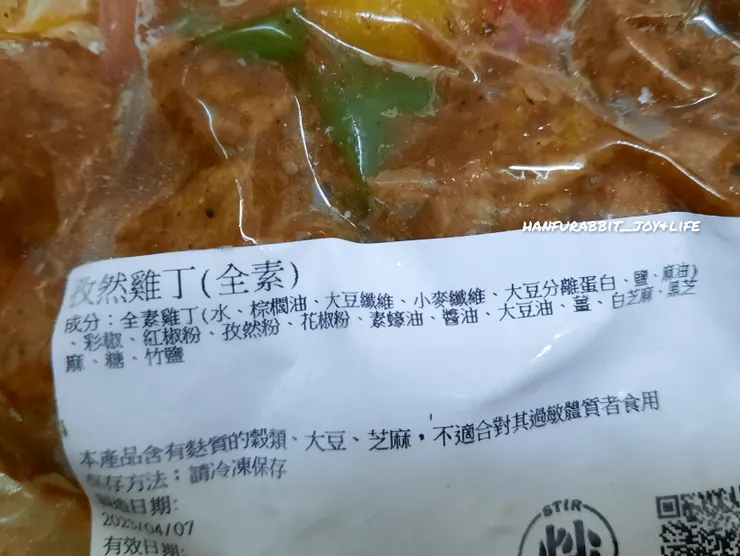 HANFURABBIT_JOY4LIFE
孜然雞丁(全素)
成分：全素雞丁(水、棕櫚油、大豆纖維、小麥纖維、大豆分離蛋白、鹽、麻油)
、彩椒、紅椒粉、孜然粉、花椒粉、素蠔油、醬油、大豆油、薑、白芝麻、黑芝
麻、糖、竹鹽
本產品含有麩質的穀類、大豆、芝麻，不適合對其過敏體質者食用
保存方法：請冷凍保存
製造日期:
2025/04/07
有效日期:
STIR
炒